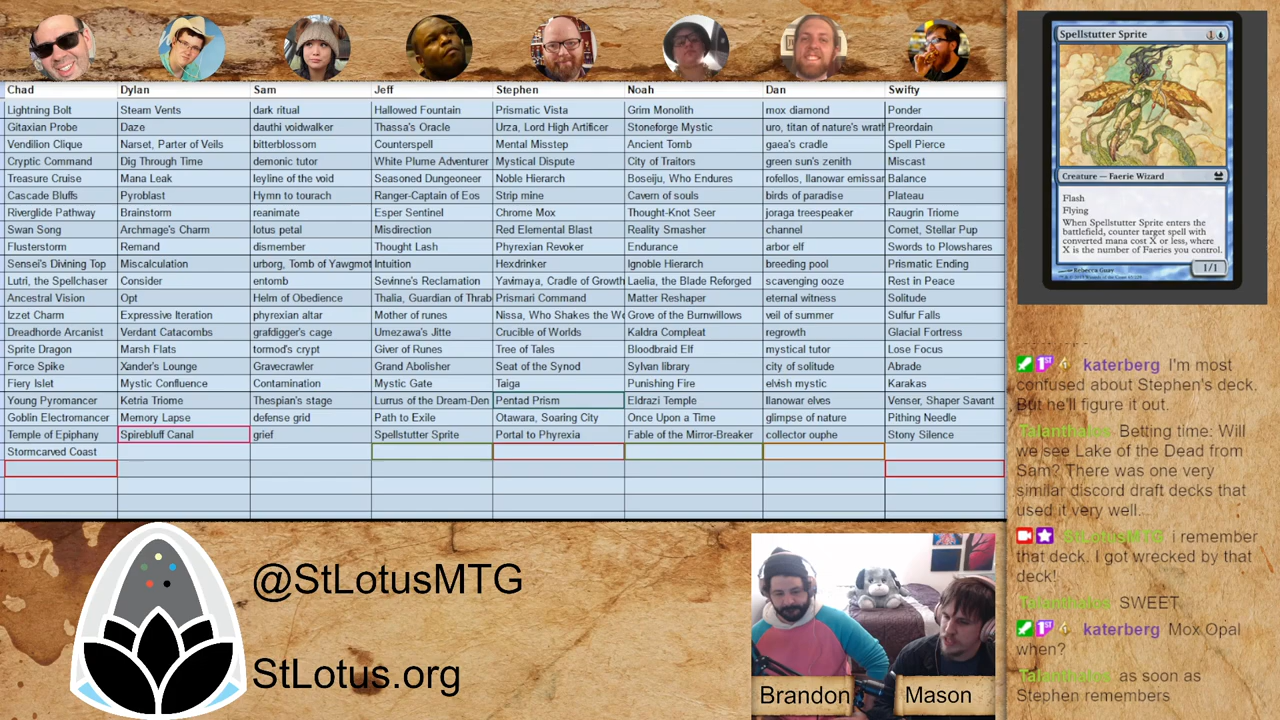 Chad Dylan Sam Jeff Stephen Noah Dan Swifty
Lightning Bolt Steam Vents dark ritual Hallowed Fountain Prismatic Vista Grim Monolith mox diamond Ponder
Gitaxian Probe Daze dauthi voidwalker Thassa's Oracle Urza, Lord High Artificer Stoneforge Mystic uro, titan of nature's wrath Preordain
Vendilion Clique Narset, Parter of Veils bitterblossom Counterspell Mental Misstep Ancient Tomb gaea's cradle Spell Pierce
Cryptic Command Dig Through Time demonic tutor White Plume Adventurer Mystical Dispute City of Traitors green sun's zenith Miscast
Treasure Cruise Mana Leak leyline of the void Seasoned Dungeoneer Noble Hierarch Boseiju, Who Endures rofellos, llanowar emissar Balance
Cascade Bluffs Pyroblast Hymn to tourach Ranger-Captain of Eos Strip mine Cavern of souls birds of paradise Plateau
Riverglide Pathway Brainstorm reanimate Esper Sentinel Chrome Mox Thought-Knot Seer joraga treespeaker Raugrin Triome
Swan Song Archmage's Charm lotus petal Misdirection Red Elemental Blast Reality Smasher channel Comet, Stellar Pup
Flusterstorm Remand dismember Thought Lash Phyrexian Revoker Endurance arbor elf Swords to Plowshares
Sensei's Divining Top Miscalculation urborg, Tomb of Yawgmot Intuition Hexdrinker Ignoble Hierarch breeding pool Prismatic Ending
Lutri, the Spellchaser Consider entomb Sevinne's Reclamation Yavimaya, Cradle of Growth Laelia, the Blade Reforged scavenging ooze Rest in Peace
Ancestral Vision Opt Helm of Obedience Thalia, Guardian of Thrab Prismari Command Matter Reshaper eternal witness Solitude
Izzet Charm Expressive Iteration phyrexian altar Mother of runes Nissa, Who Shakes the Wo Grove of the Burnwillows veil of summer Sulfur Falls
Dreadhorde Arcanist Verdant Catacombs grafdigger's cage Umezawa's Jitte Crucible of Worlds Kaldra Compleat regrowth Glacial Fortress
Sprite Dragon Marsh Flats tormod's crypt Giver of Runes Tree of Tales Bloodbraid Elf mystical tutor Lose Focus
Force Spike Xander's Lounge Gravecrawler Grand Abolisher Seat of the Synod Sylvan library city of solitude Abrade
Fiery Islet Mystic Confluence Contamination Mystic Gate Taiga Punishing Fire elvish mystic Karakas
Young Pyromancer Ketria Triome Thespian's stage Lurrus of the Dream-Den Pentad Prism Eldrazi Temple llanowar elves Venser, Shaper Savant
Goblin Electromancer Memory Lapse defense grid Path to Exile Otawara, Soaring City Once Upon a Time glimpse of nature Pithing Needle
Temple of Epiphany Spirebluff Canal grief Spellstutter Sprite Portal to Phyrexia Fable of the Mirror-Breaker collector ouphe Stony Silence
Stormcarved Coast
Spellstutter Sprite 1
Creature — Faerie Wizard
Flash
Flying
When Spellstutter Sprite enters the
battlefield, counter target spell with
converted mana cost X or less, where
X is the number of Faeries you control.
1/1
katerberg I'm most
confused about Stephen's deck.
But he'll figure it out.
Talanthalos Betting time: Will
we see Lake of the Dead from
Sam? There was one very
similar discord draft decks that
used it very well...
StLotusMTG i remember
that deck. I got wrecked by that
deck!
Talanthalos SWEET
katerberg Mox Opal
when?
Talanthalos as soon as
Stephen remembers
@StLotusMTG
StLotus.org
Brandon
Mason